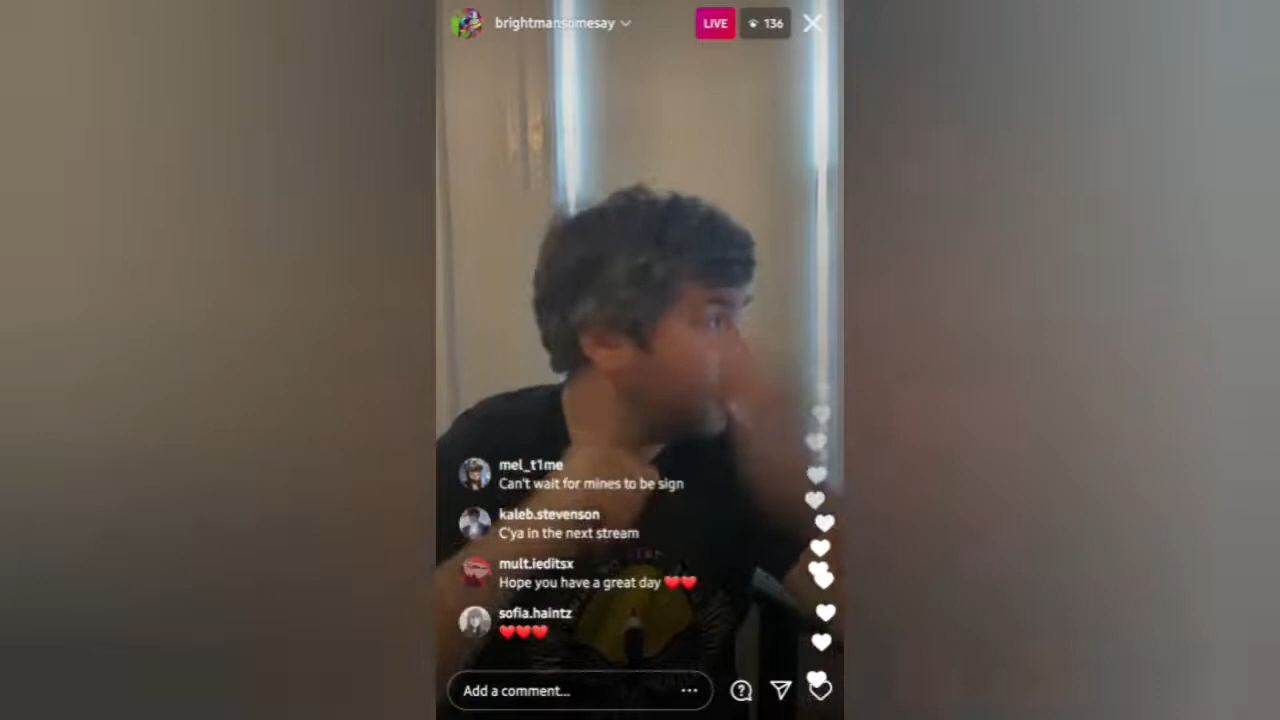 brightmansomesay
LIVE
136
mel_t1me
Can't wait for mines to be sign
kaleb.stevenson
C'ya in the next stream
mult.ieditsx
Hope you have a great day ❤️❤️
sofia.haintz
❤️❤️❤️
Add a comment...